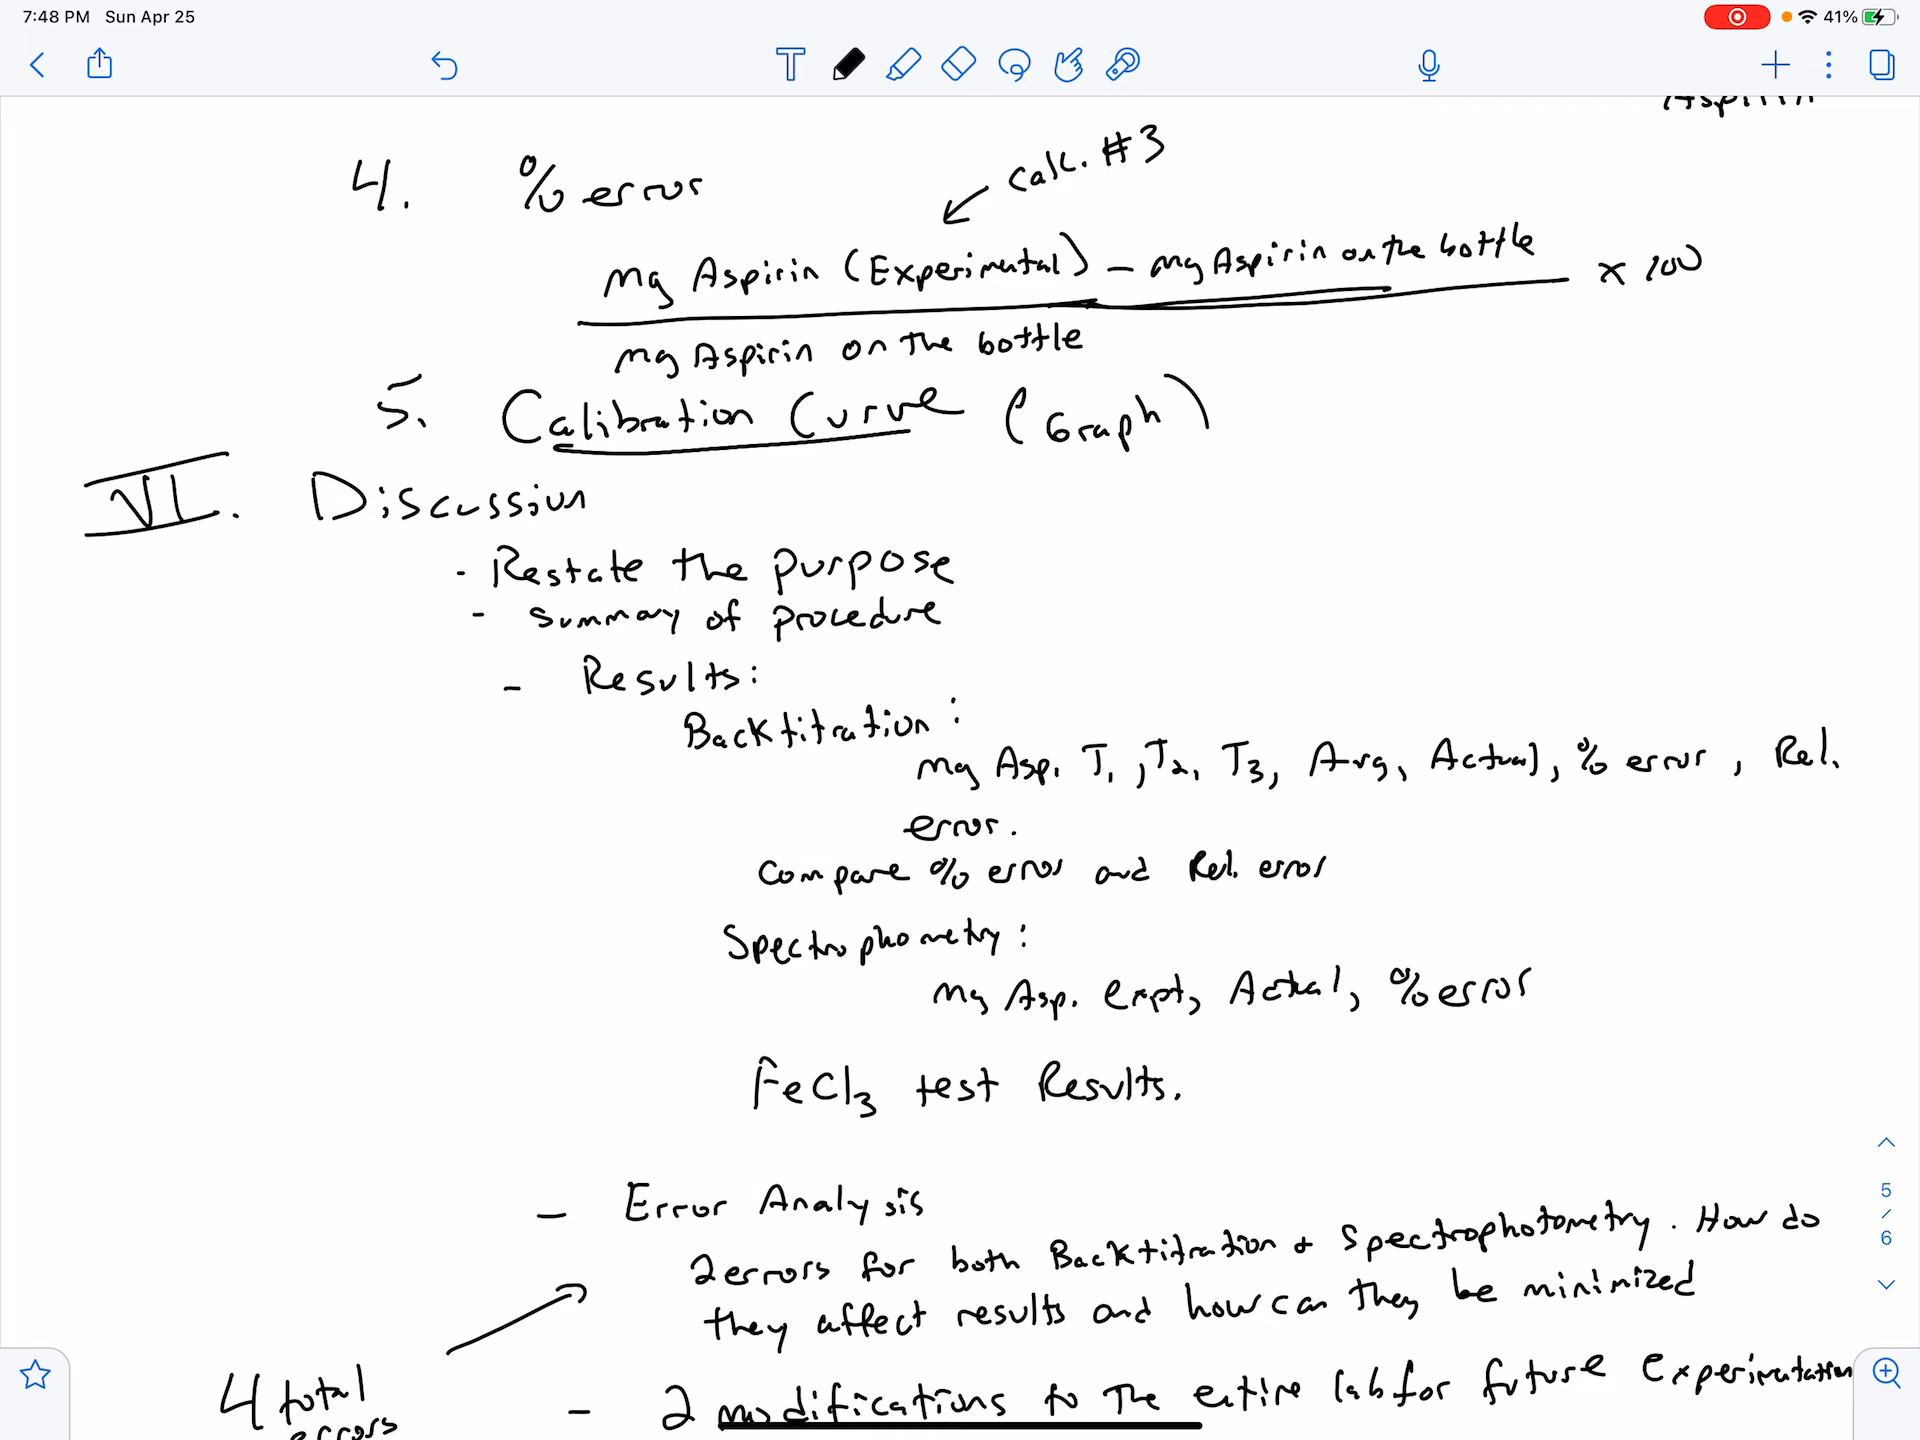 7:48 PM Sun Apr 25
41%
Aspirin
4. % error
calc. #3
mg Aspirin (Experimental) - mg Aspirin on the bottle x 100
mg Aspirin on the bottle
5. Calibration Curve (Graph)
VI. Discussion
- Restate the purpose
- summary of procedure
- Results:
Backtitration:
mg Asp. T1, T2, T3, Avg, Actual, % error, Rel.
error.
Compare % error and Rel. error
Spectrophometry:
mg Asp. expt, Actual, % error
FeCl3 test Results.
- Error Analysis
2 errors for both Backtitration + Spectrophotometry. How do
they affect results and how can they be minimized
4 total
errors
- 2 modifications to the entire lab for future experimentation
5
/
6